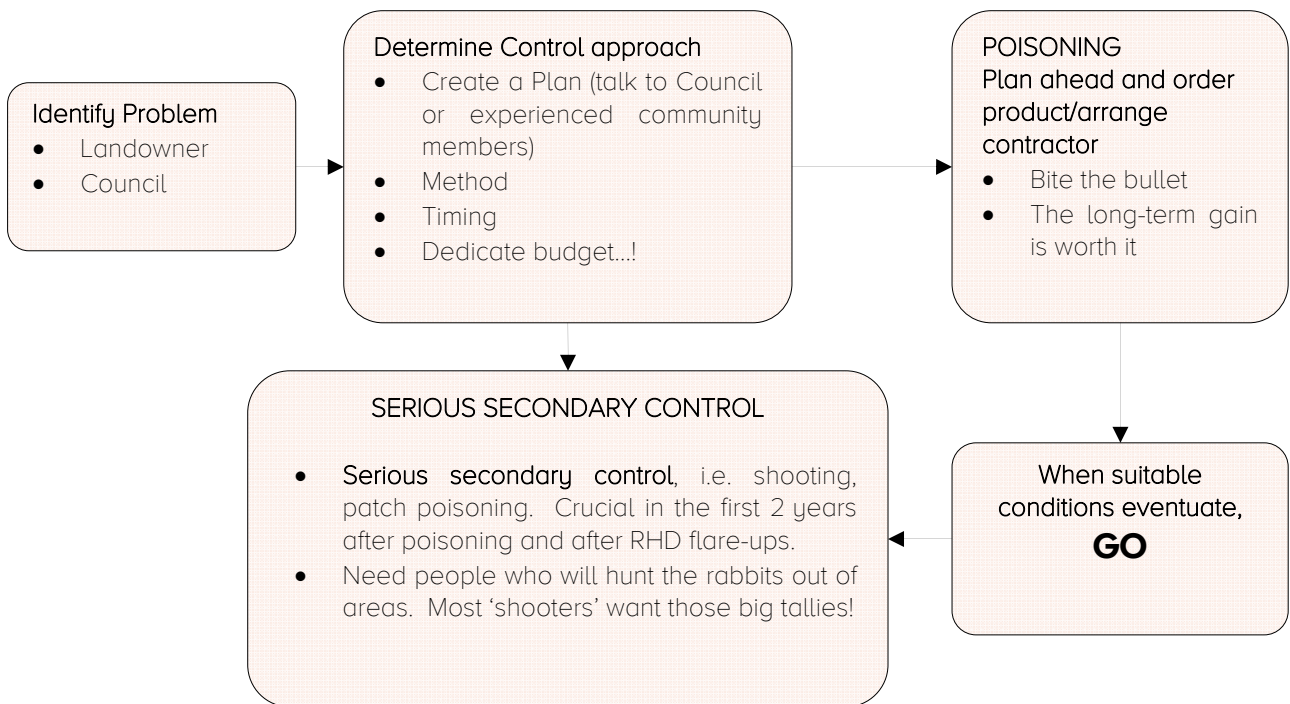 Identify Problem
● Landowner
● Council
Determine Control approach
● Create a Plan (talk to Council
or experienced community
members)
● Method
● Timing
● Dedicate budget...!
POISONING
Plan ahead and order
product/arrange
contractor
● Bite the bullet
● The long-term gain
is worth it
SERIOUS SECONDARY CONTROL
● Serious secondary control, i.e. shooting,
patch poisoning. Crucial in the first 2 years
after poisoning and after RHD flare-ups.
● Need people who will hunt the rabbits out of
areas. Most ‘shooters’ want those big tallies!
When suitable
conditions eventuate,
GO